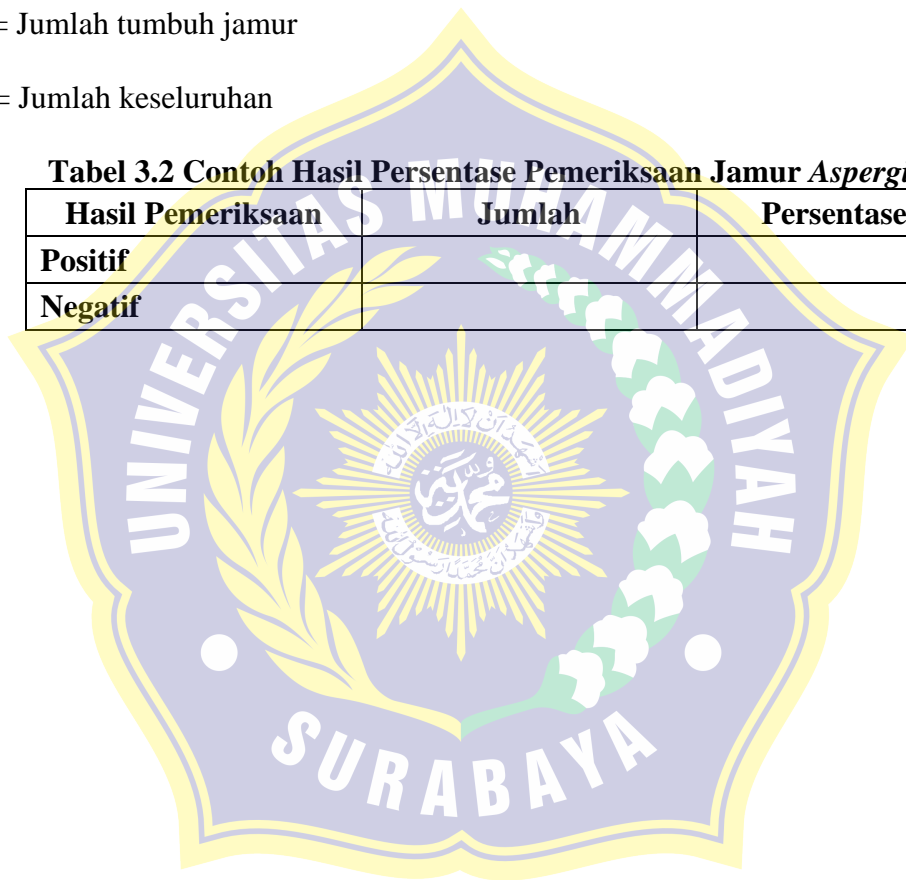 = Jumlah tumbuh jamur
= Jumlah keseluruhan
Tabel 3.2 Contoh Hasil Persentase Pemeriksaan Jamur Aspergi
Hasil Pemeriksaan Jumlah Persentase
Positif
Negatif
UNIVERSITAS MUHAMMADIYAH
SURABAYA